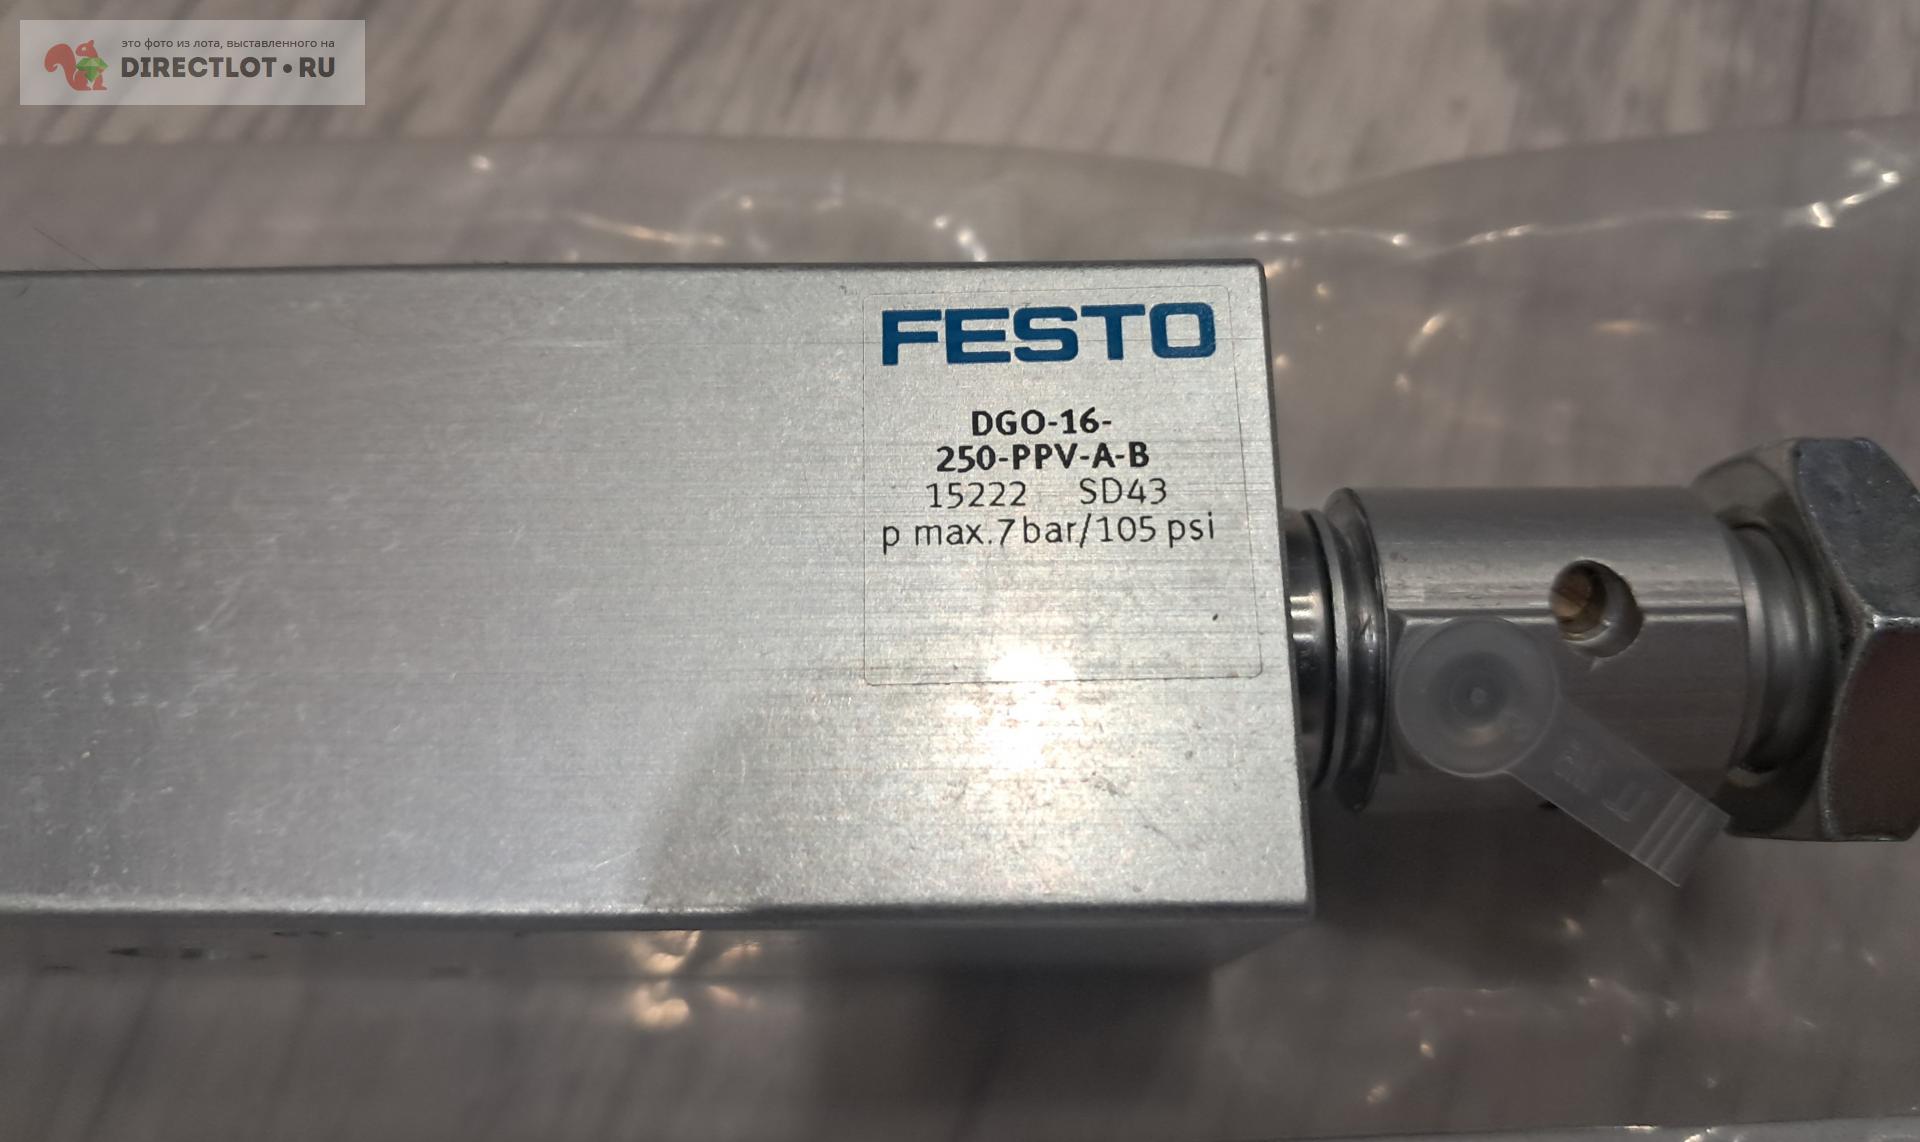 это фото из лота, выставленного на
DIRECTLOT•RU
FESTO
DGO-16-
250-PPV-A-B
15222 SD43
p max.7bar/105 psi